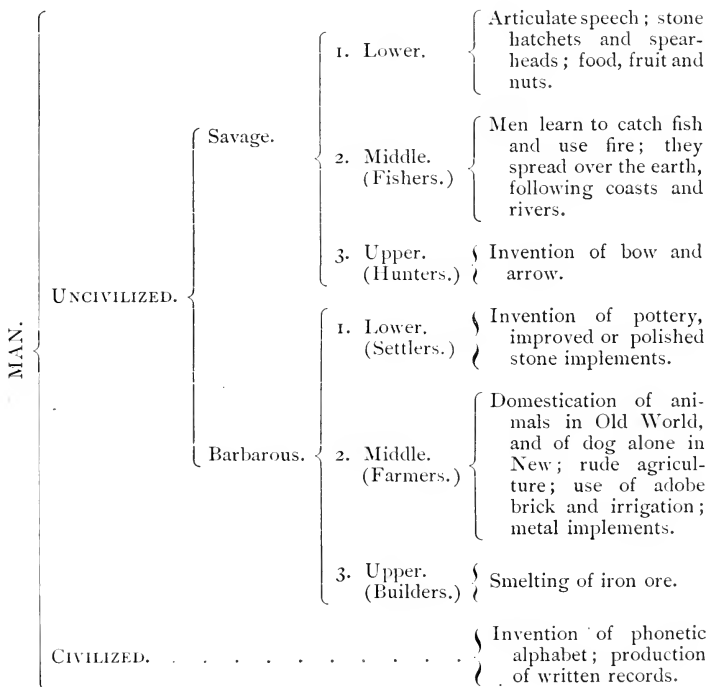 MAN.
UNCIVILIZED.
Savage.
1. Lower.
Articulate speech; stone
hatchets and spear-
heads; food, fruit and
nuts.
2. Middle.
(Fishers.)
Men learn to catch fish
and use fire; they
spread over the earth,
following coasts and
rivers.
3. Upper.
(Hunters.)
Invention of bow and
arrow.
Barbarous.
1. Lower.
(Settlers.)
Invention of pottery,
improved or polished
stone implements.
2. Middle.
(Farmers.)
Domestication of ani-
mals in Old World,
and of dog alone in
New; rude agricul-
ture; use of adobe
brick and irrigation;
metal implements.
3. Upper.
(Builders.)
Smelting of iron ore.
CIVILIZED. . . . . . . . . . . .
Invention of phonetic
alphabet; production
of written records.